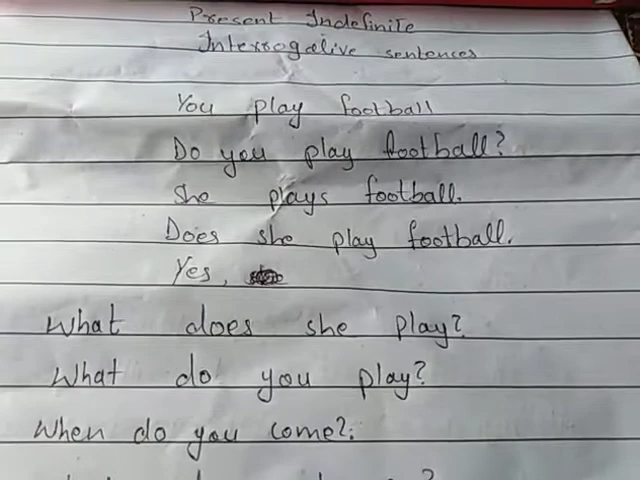 Present Indefinite
Interrogative sentences
You play football
Do you play football?
She plays football.
Does she play football.
Yes,
What does she play?
What do you play?
When do you come?.